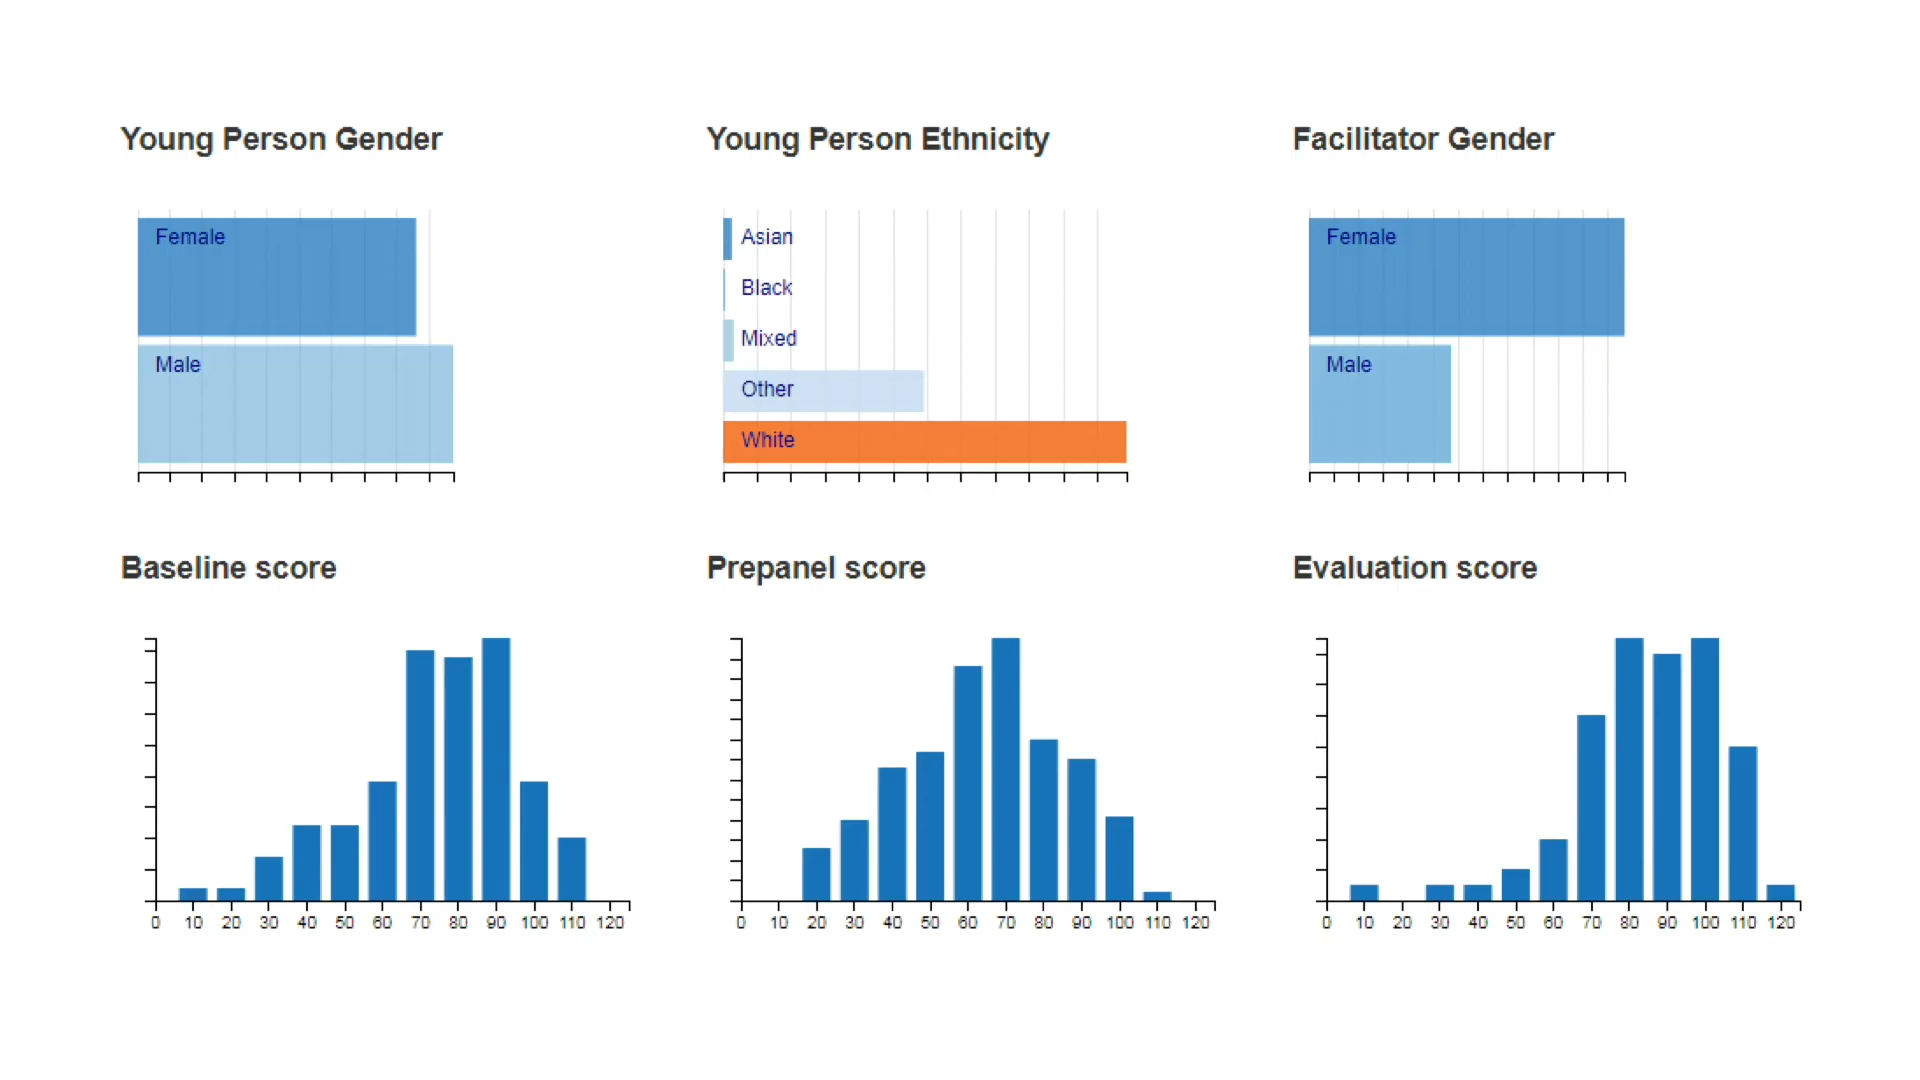 Young Person Gender
Female
Male
Young Person Ethnicity
Asian
Black
Mixed
Other
White
Facilitator Gender
Female
Male
Baseline score
0 10 20 30 40 50 60 70 80 90 100 110 120
Prepanel score
0 10 20 30 40 50 60 70 80 90 100 110 120
Evaluation score
0 10 20 30 40 50 60 70 80 90 100 110 120